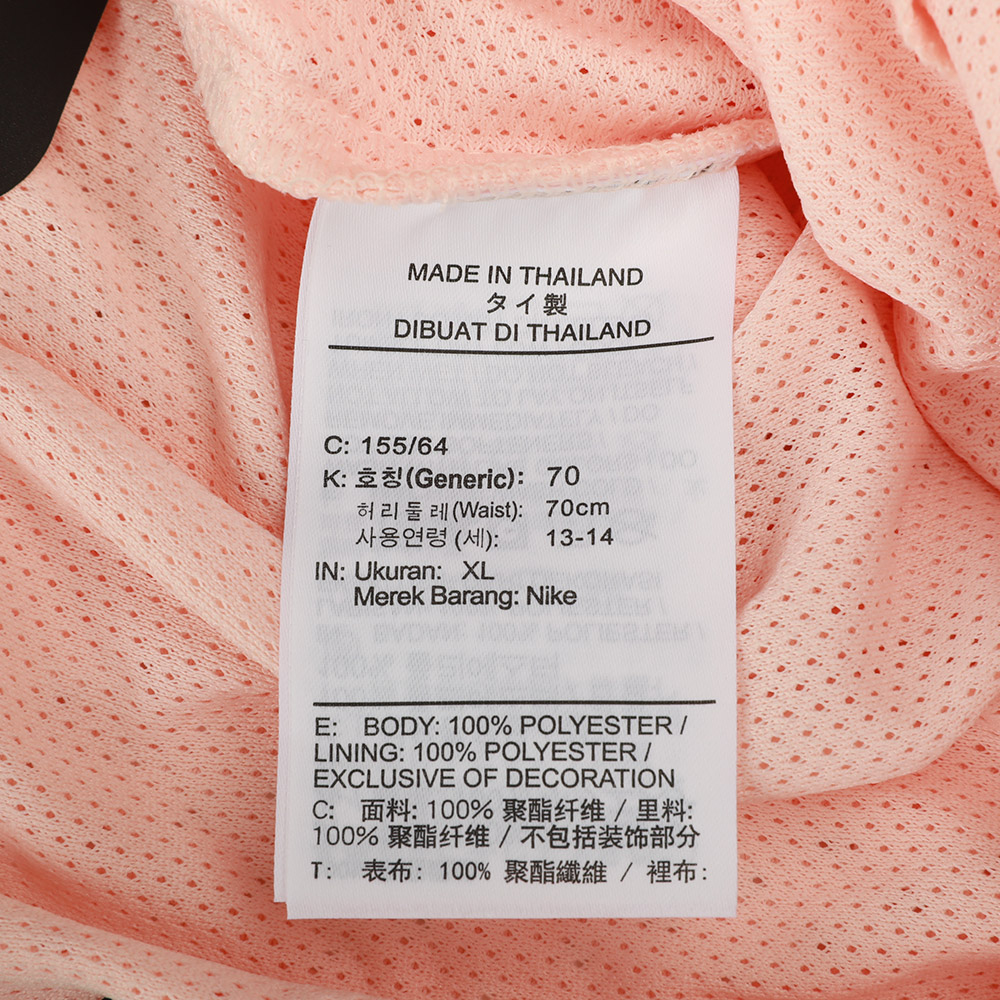 MADE IN THAILAND
タイ製
DIBUAT DI THAILAND
C: 155/64
K: 호칭(Generic): 70
허리둘레(Waist): 70cm
사용연령(세): 13-14
IN: Ukuran: XL
Merek Barang: Nike
E: BODY: 100% POLYESTER /
LINING: 100% POLYESTER /
EXCLUSIVE OF DECORATION
C: 面料: 100% 聚酯纤维 / 里料:
100% 聚酯纤维 / 不包括装饰部分
T: 表布: 100% 聚酯纖維 / 裡布: